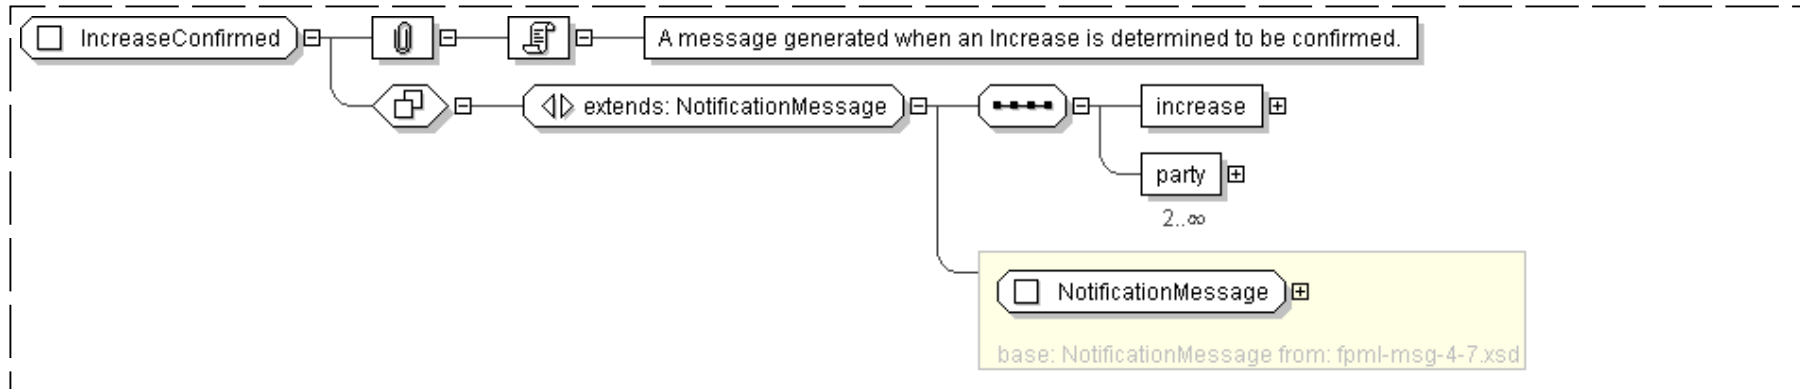 IncreaseConfirmed
A message generated when an Increase is determined to be confirmed.
extends: NotificationMessage
increase
party
2..∞
NotificationMessage
base: NotificationMessage from: fpml-msg-4-7.xsd